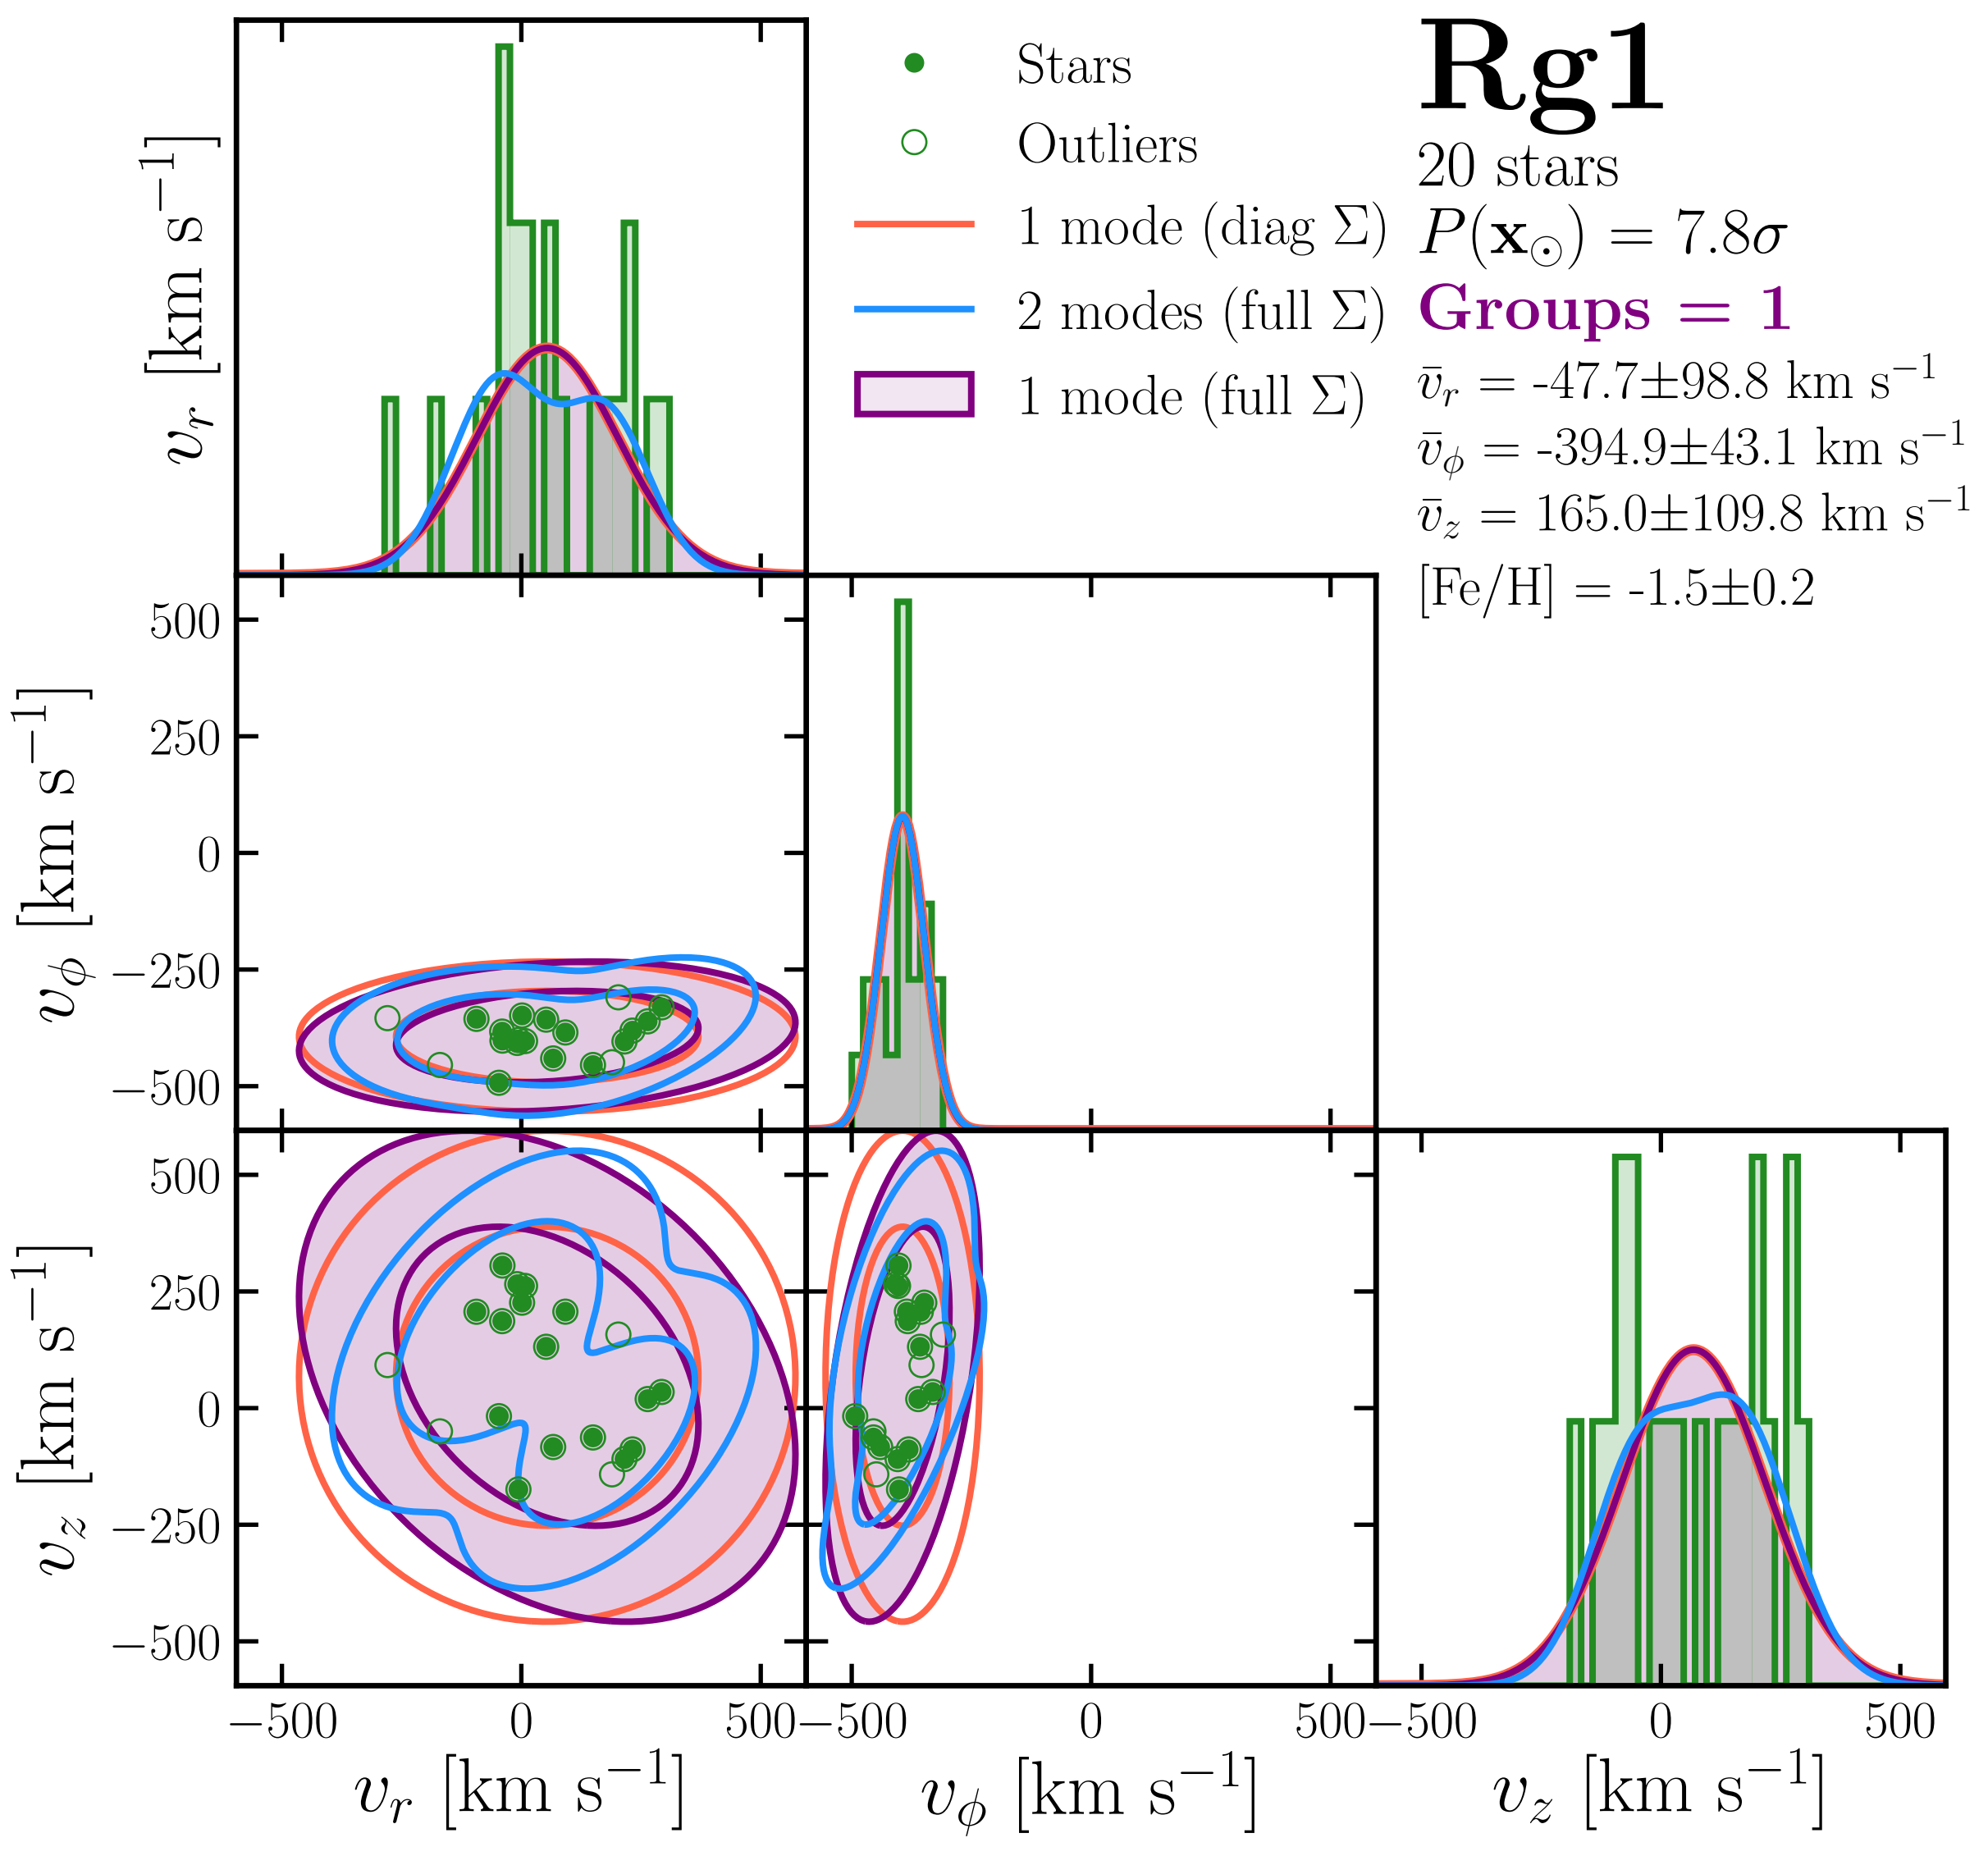 Rg1
20 stars
P(x⊙) = 7.8σ
Groups = 1
v̄r = -47.7±98.8 km s⁻¹
v̄ϕ = -394.9±43.1 km s⁻¹
v̄z = 165.0±109.8 km s⁻¹
[Fe/H] = -1.5±0.2
Stars
Outliers
1 mode (diag Σ)
2 modes (full Σ)
1 mode (full Σ)
vr [km s⁻¹]
vϕ [km s⁻¹]
500
250
0
−250
−500
vz [km s⁻¹]
500
250
0
−250
−500
−500 0 500
−500 0 500
−500 0 500
vr [km s⁻¹]
vϕ [km s⁻¹]
vz [km s⁻¹]